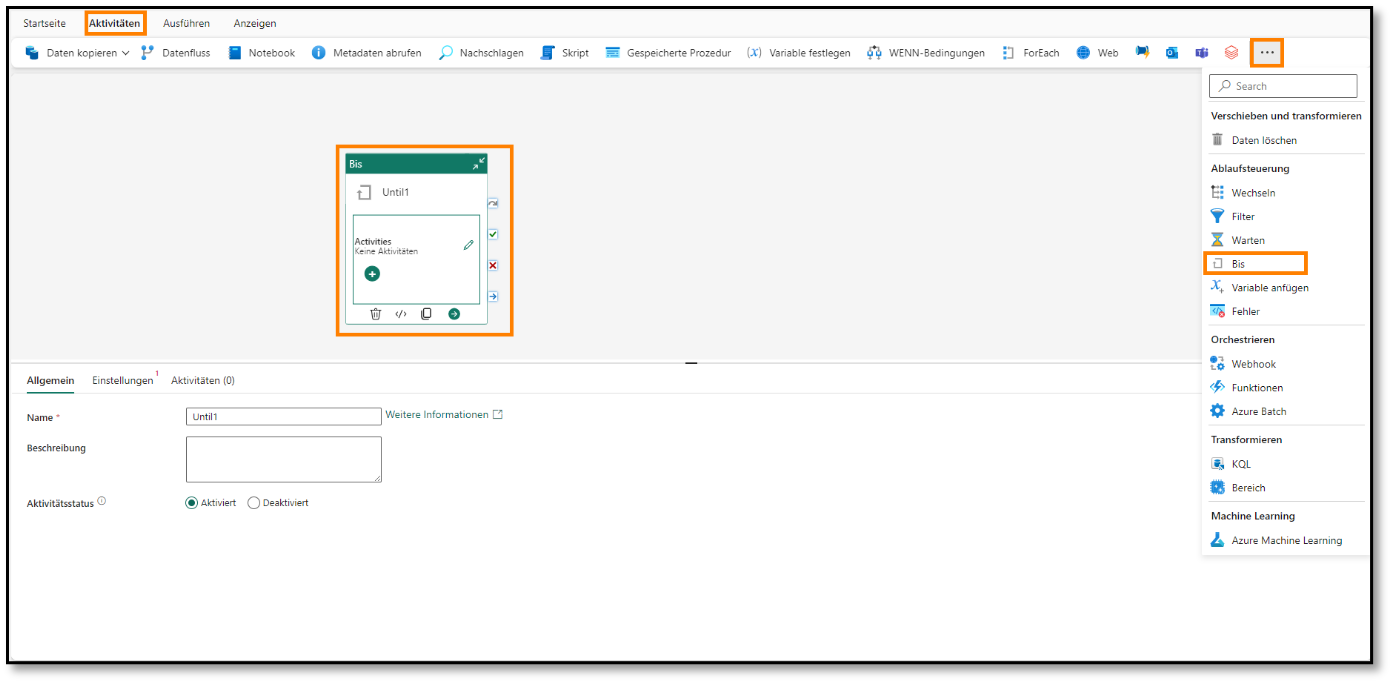 Startseite Aktivitäten Ausführen Anzeigen
Daten kopieren Datenfluss Notebook Metadaten abrufen Nachschlagen Skript Gespeicherte Prozedur (x) Variable festlegen WENN-Bedingungen ForEach Web ...
Search
Verschieben und transformieren
Daten löschen
Ablaufsteuerung
Wechseln
Filter
Warten
Bis
Variable anfügen
Fehler
Orchestrieren
Webhook
Funktionen
Azure Batch
Transformieren
KQL
Bereich
Machine Learning
Azure Machine Learning
Bis
Until1
Activities
Keine Aktivitäten
Allgemein Einstellungen 1 Aktivitäten (0)
Name * Until1 Weitere Informationen
Beschreibung
Aktivitätsstatus Aktiviert Deaktiviert